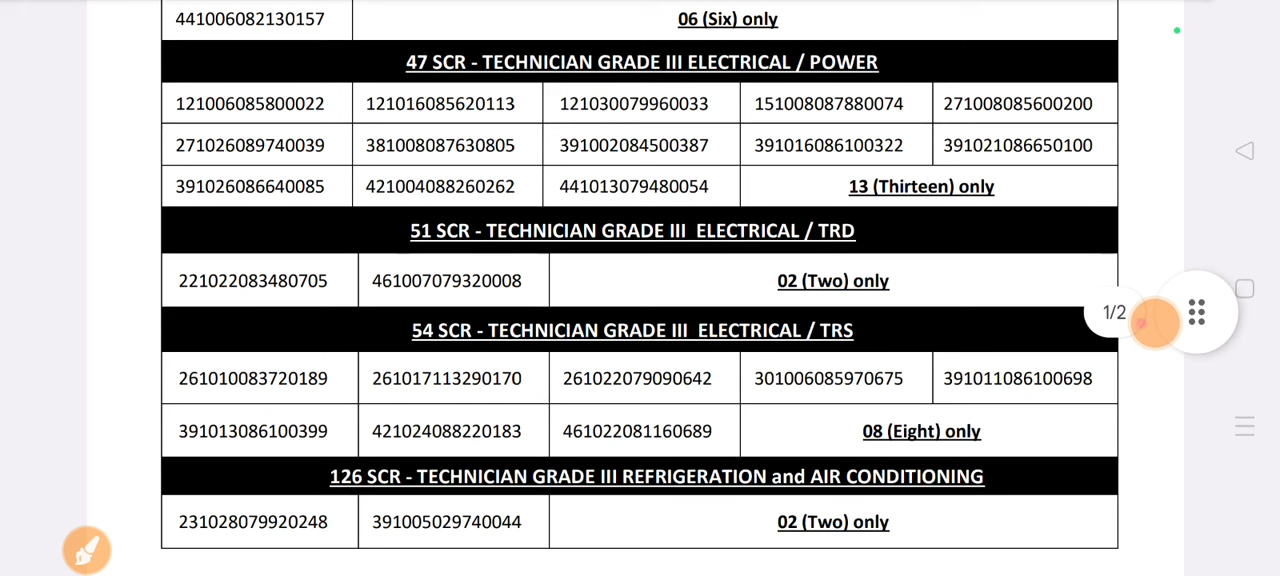 441006082130157 06 (Six) only
47 SCR - TECHNICIAN GRADE III ELECTRICAL / POWER
121006085800022 121016085620113 121030079960033 151008087880074 271008085600200
271026089740039 381008087630805 391002084500387 391016086100322 391021086650100
391026086640085 421004088260262 441013079480054 13 (Thirteen) only
51 SCR - TECHNICIAN GRADE III ELECTRICAL / TRD
221022083480705 461007079320008 02 (Two) only
1/2
54 SCR - TECHNICIAN GRADE III ELECTRICAL / TRS
261010083720189 261017113290170 261022079090642 301006085970675 391011086100698
391013086100399 421024088220183 461022081160689 08 (Eight) only
126 SCR - TECHNICIAN GRADE III REFRIGERATION and AIR CONDITIONING
231028079920248 391005029740044 02 (Two) only